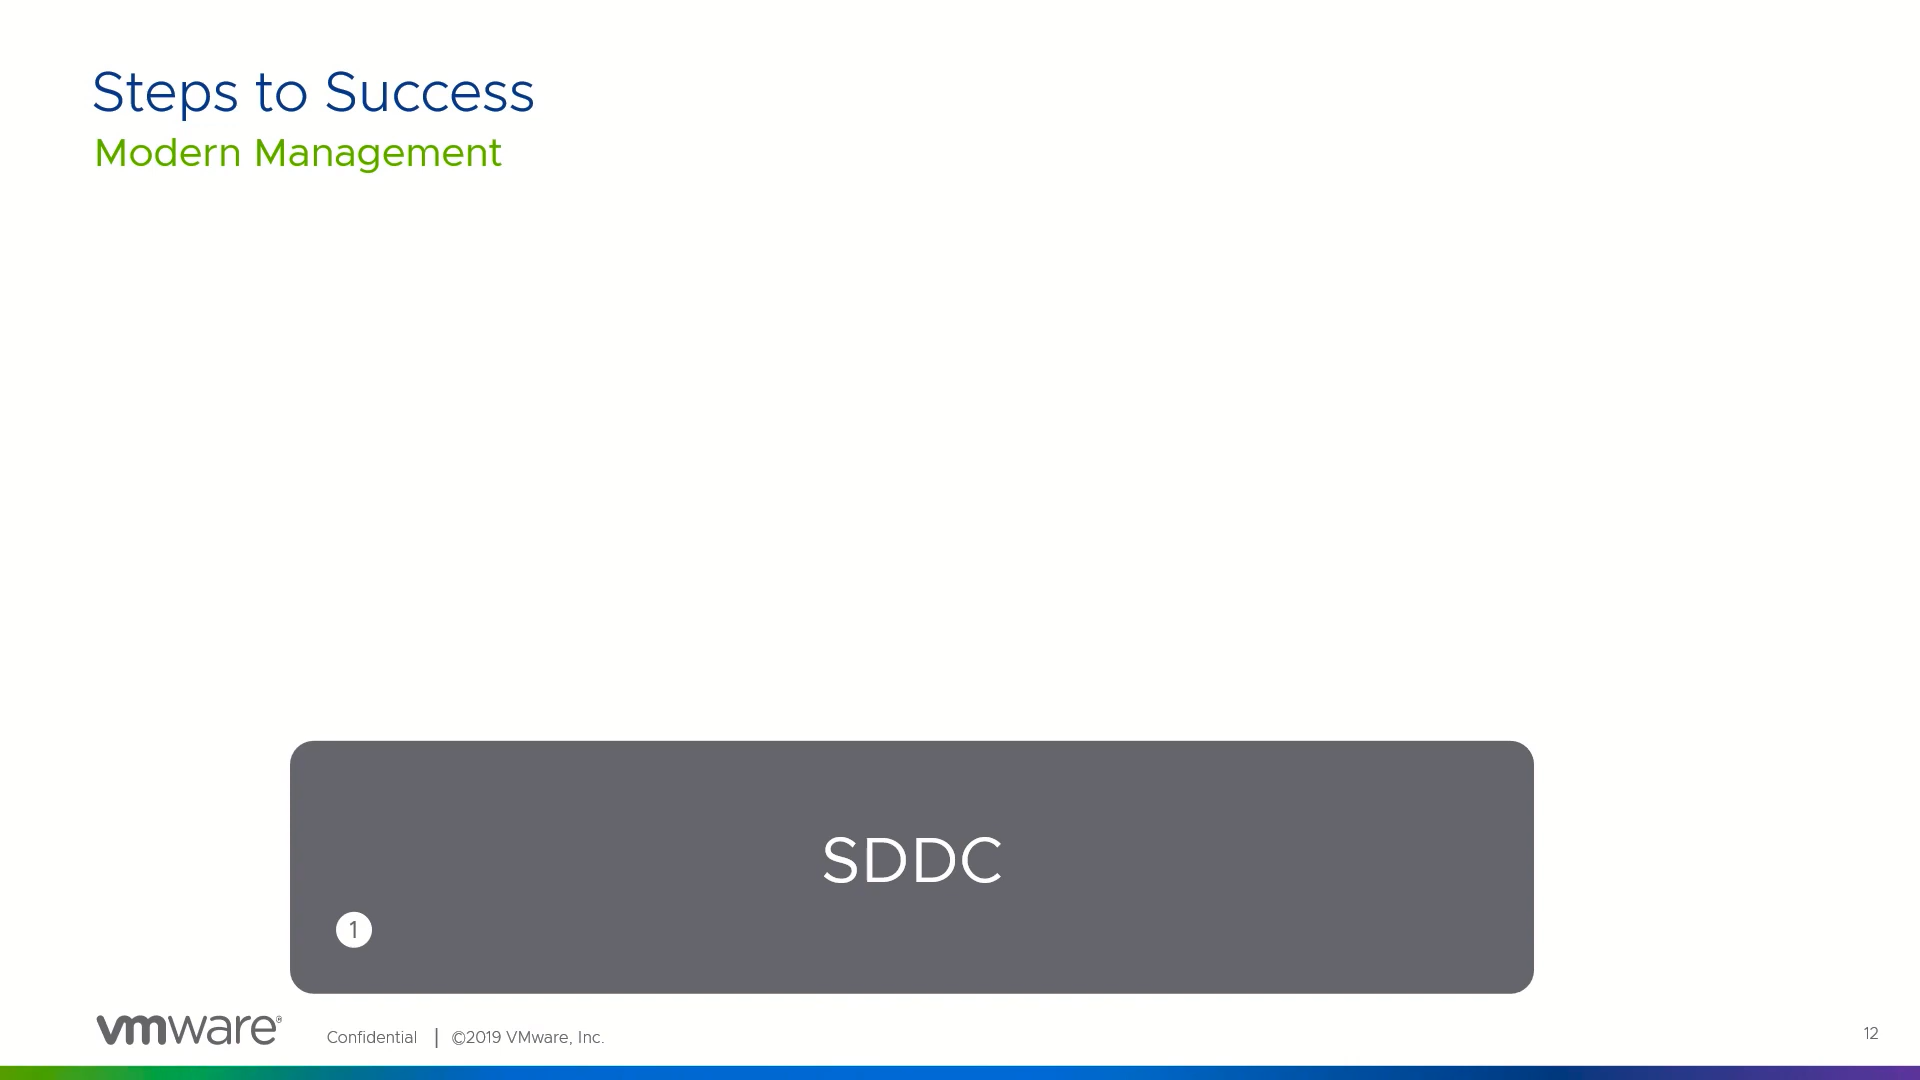 Steps to Success
Modern Management
SDDC
1
vmware®
Confidential | ©2019 VMware, Inc.
12